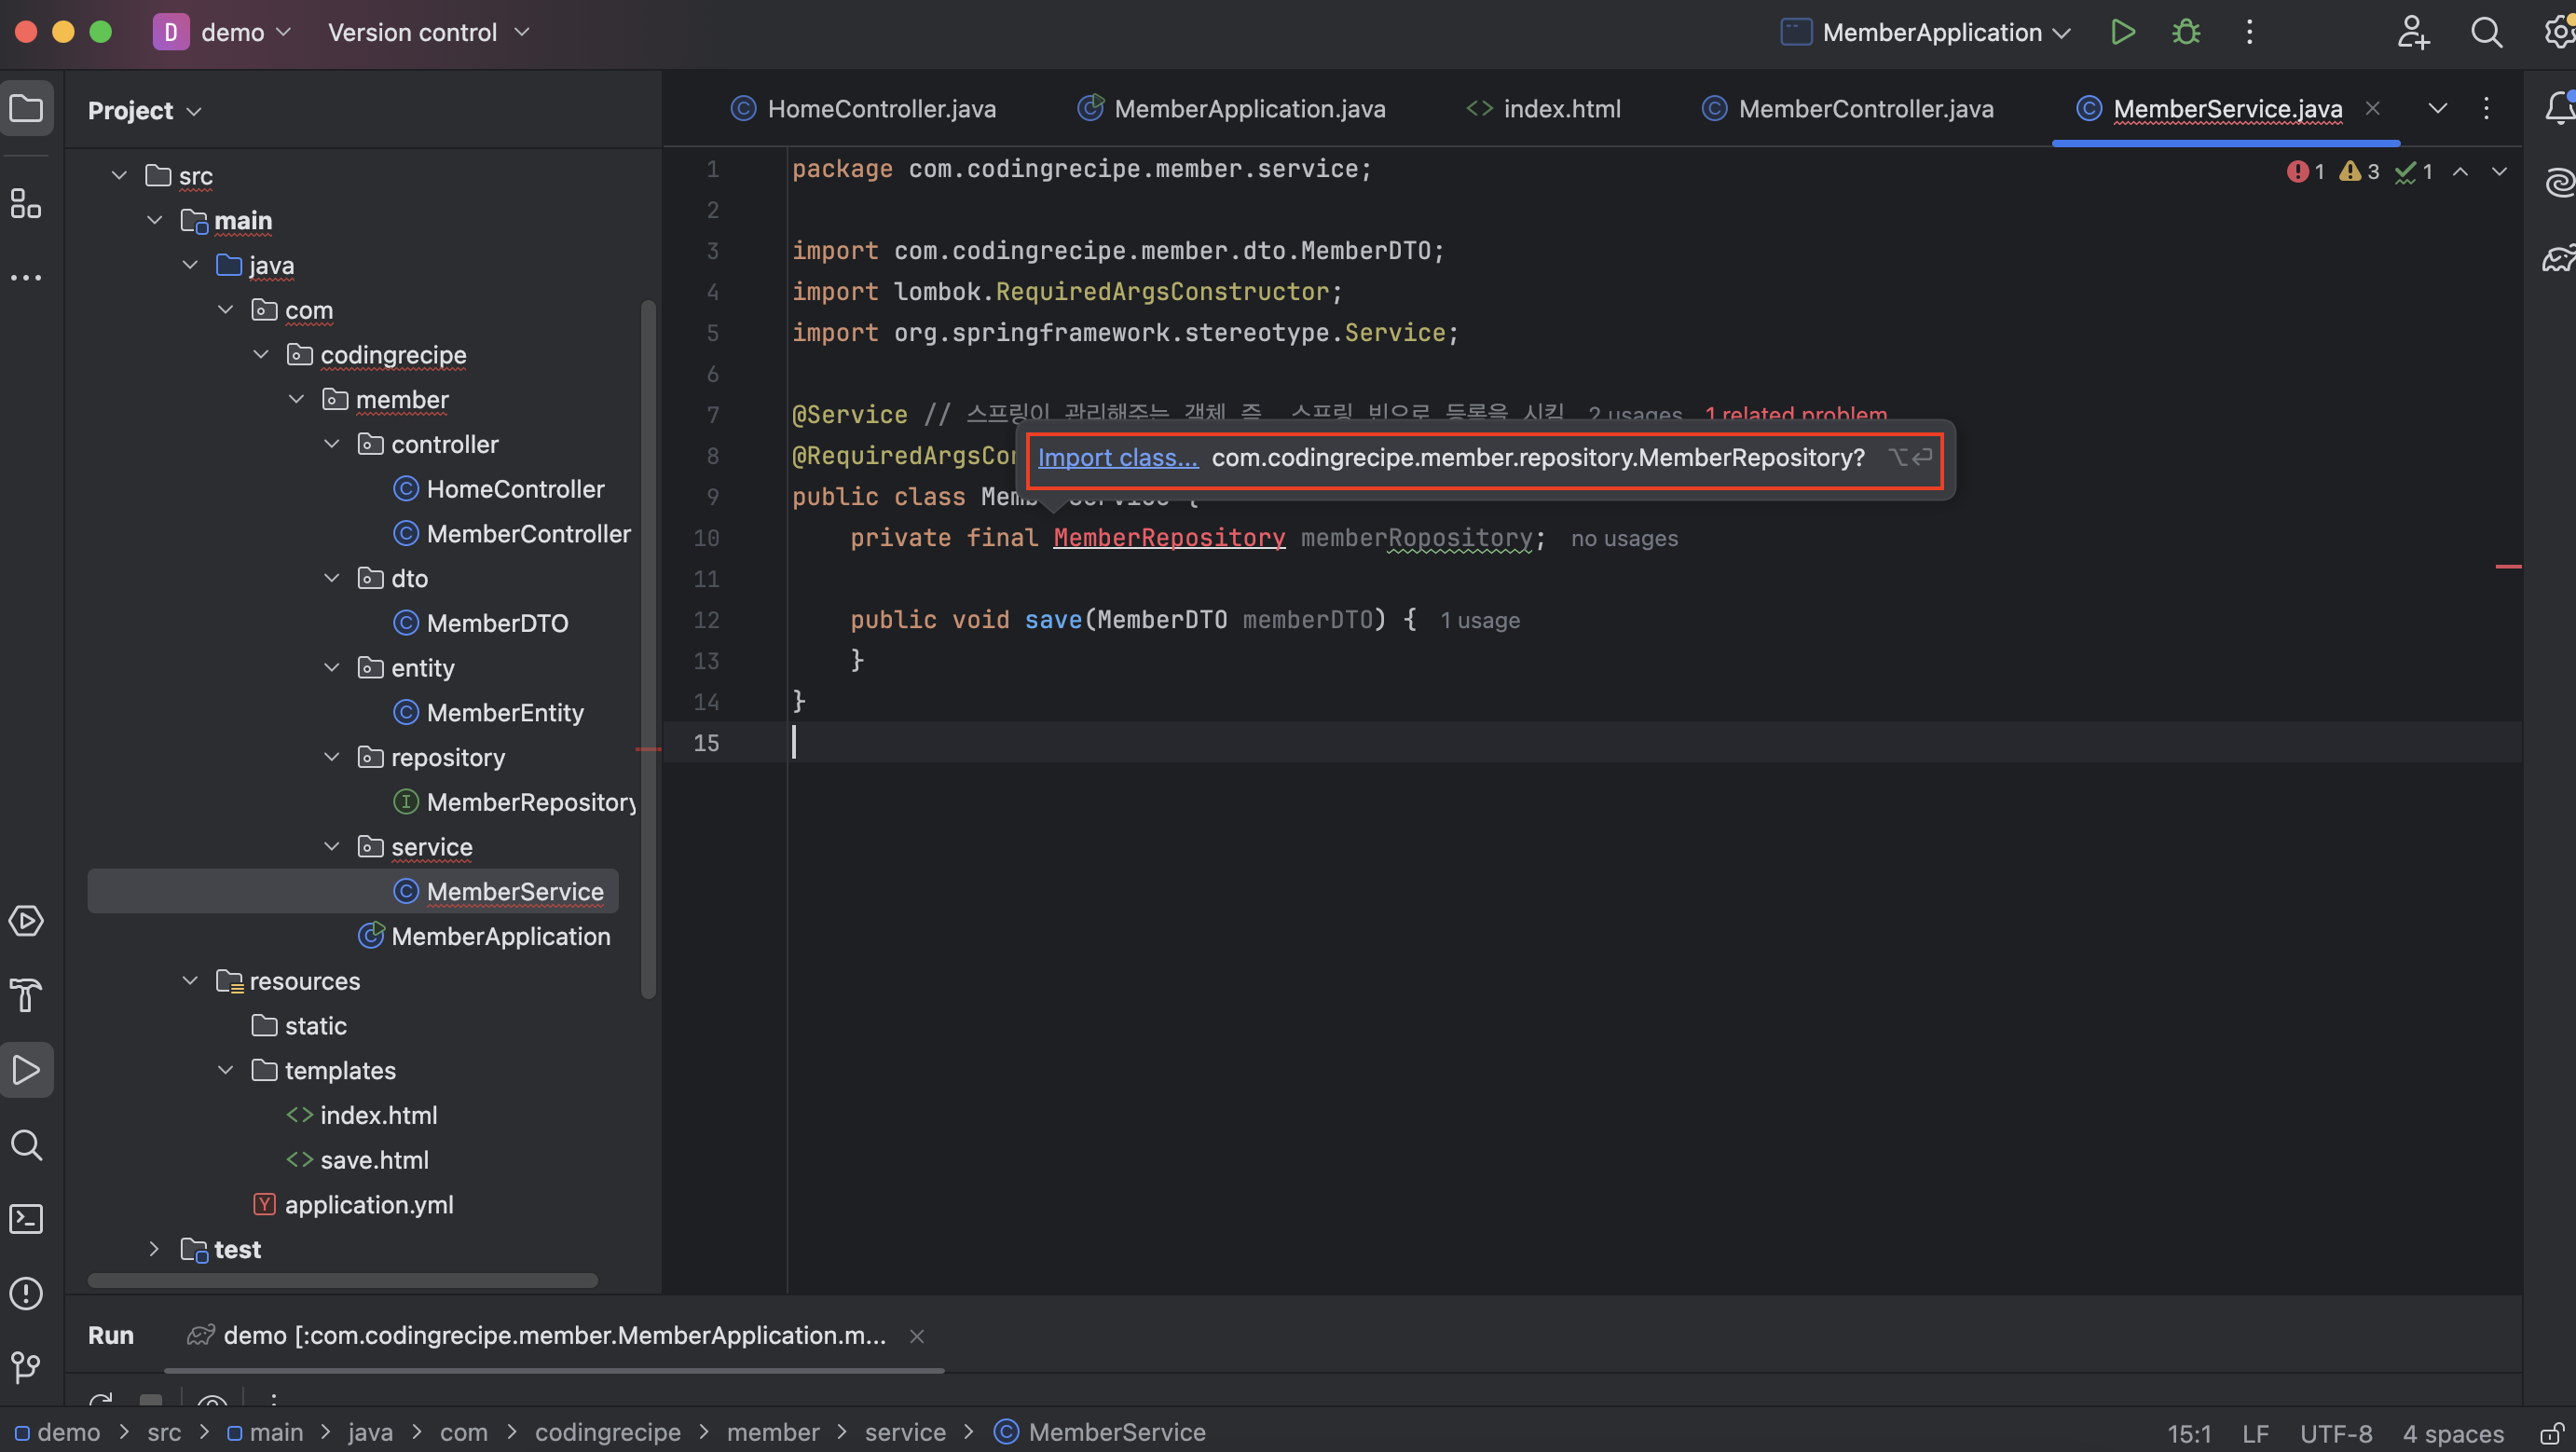 D demo Version control MemberApplication
Project
HomeController.java MemberApplication.java index.html MemberController.java MemberService.java
src
main
java
com
codingrecipe
member
controller
HomeController
MemberController
dto
MemberDTO
entity
MemberEntity
repository
MemberRepository
service
MemberService
MemberApplication
resources
static
templates
index.html
save.html
application.yml
test
1 3 1
1 package com.codingrecipe.member.service;
2
3 import com.codingrecipe.member.dto.MemberDTO;
4 import lombok.RequiredArgsConstructor;
5 import org.springframework.stereotype.Service;
6
7 @Service // 스프링이 관리해주는 객체 즉, 스프링 빈으로 등록을 시킴 2 usages 1 related problem
Import class... com.codingrecipe.member.repository.MemberRepository? ⌥⏎
8 @RequiredArgsCon
9 public class MemberService {
10 private final MemberRepository memberRopository; no usages
11
12 public void save(MemberDTO memberDTO) { 1 usage
13 }
14 }
15
Run demo [:com.codingrecipe.member.MemberApplication.m...
demo > src > main > java > com > codingrecipe > member > service > MemberService 15:1 LF UTF-8 4 spaces